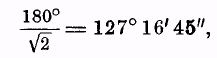 180° / √2 = 127° 16′ 45″,